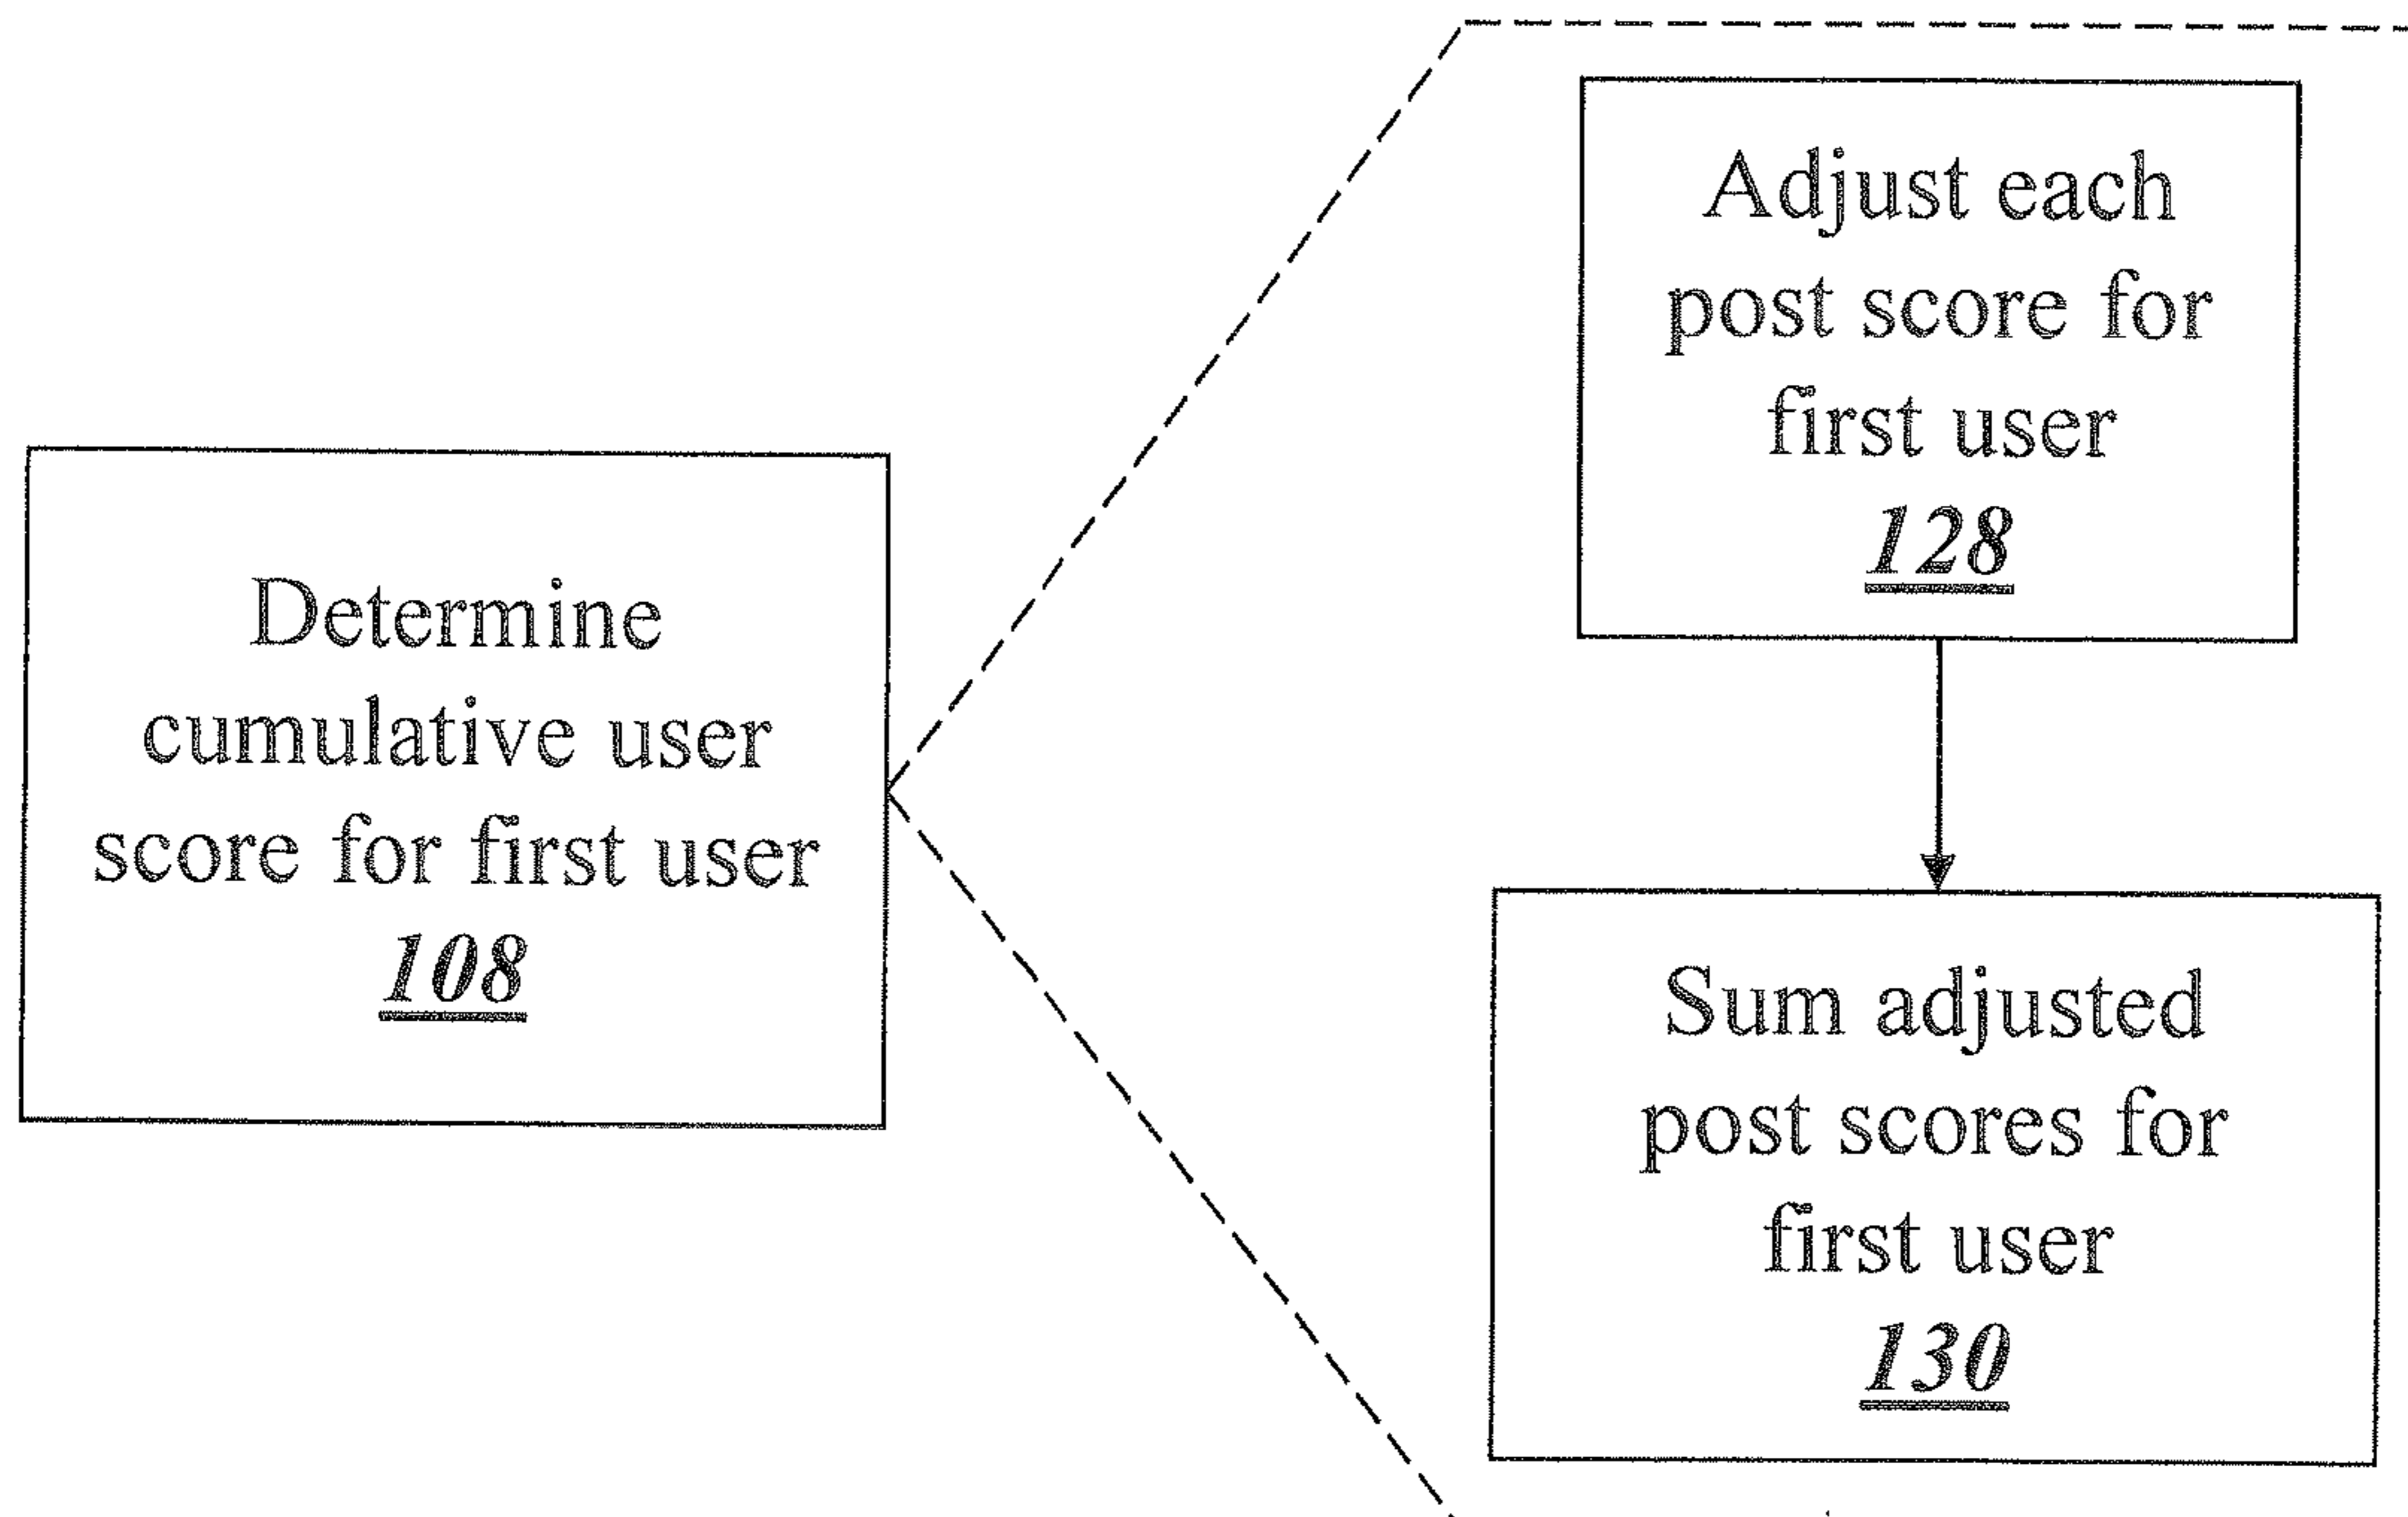 Determine
cumulative user
score for first user
108
Adjust each
post score for
first user
128
Sum adjusted
post scores for
first user
130